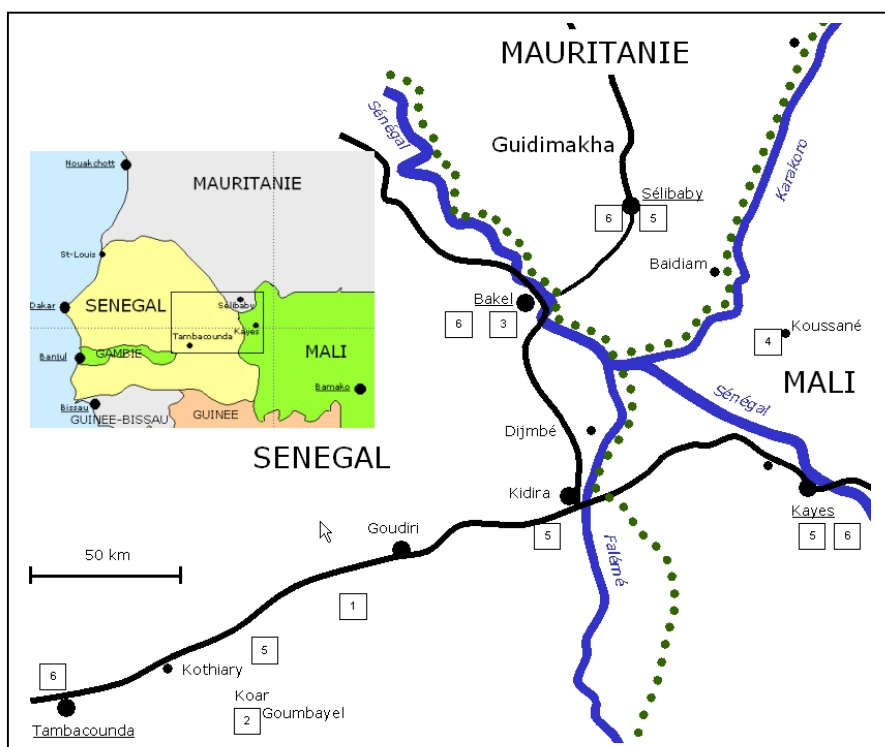 MAURITANIE
Sénégal
Guidimakha
Karakoro
Sélibaby
6
5
Baidiam
Bakel
6
3
Koussané
4
MALI
Sénégal
SENEGAL
Dijmbé
Kidira
Kayes
5
5
6
Goudiri
Falémé
50 km
1
5
6
Kothiary
Koar
Goumbayel
2
Tambacounda
Nouakchott
MAURITANIE
St-Louis
Dakar
SENEGAL
Sélibaby
Kayes
Tambacounda
Banjul
GAMBIE
MALI
Bamako
Bissau
GUINEE-BISSAU
GUINEE